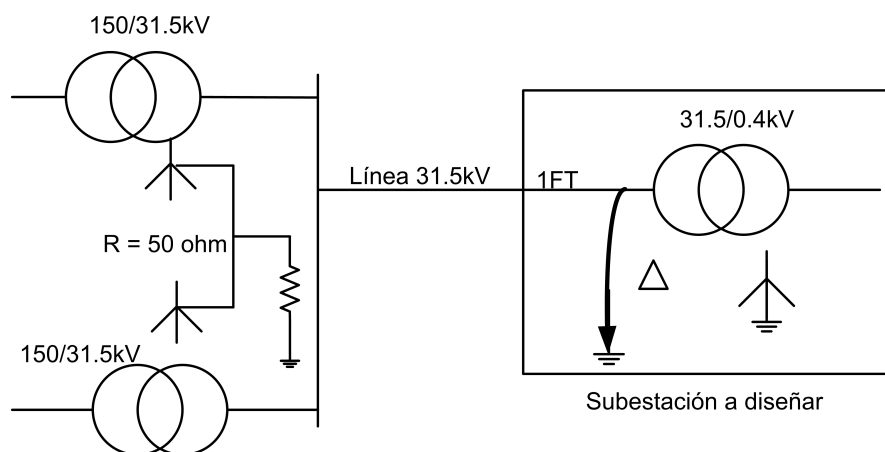 150/31.5kV
31.5/0.4kV
Línea 31.5kV
1FT
R = 50 ohm
150/31.5kV
Subestación a diseñar